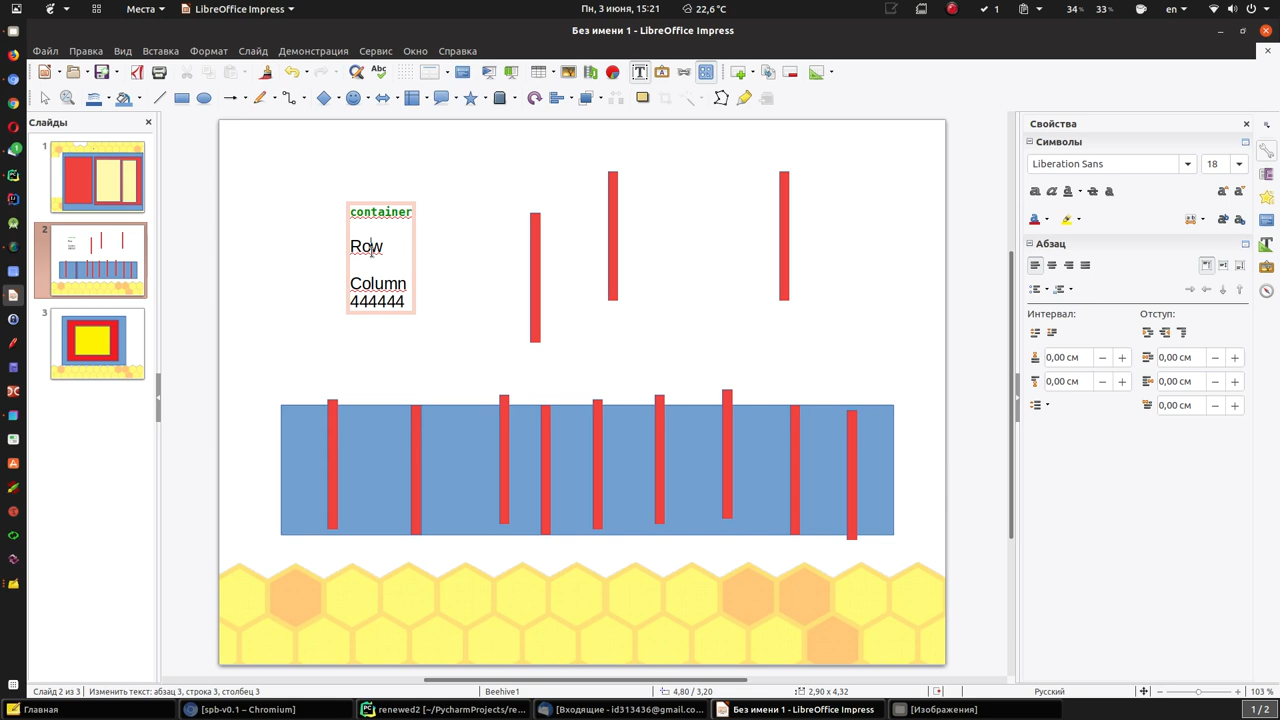 Места
LibreOffice Impress
Пн, 3 июня, 15:21
22,6°C
1
34%
33%
en
Без имени 1 - LibreOffice Impress
Файл Правка Вид Вставка Формат Слайд Демонстрация Сервис Окно Справка
Слайды
Свойства
1
2
3
container
Row
Column
444444
Символы
Liberation Sans
18
Абзац
Интервал:
Отступ:
0,00 см
0,00 см
0,00 см
0,00 см
0,00 см
Слайд 2 из 3
Изменить текст: абзац 3, строка 3, столбец 3
Beehive1
4,80 / 3,20
2,90 x 4,32
Русский
103 %
Главная
[spb-v0.1 – Chromium]
renewed2 [~/PycharmProjects/re...
[Входящие - id313436@gmail.co...
Без имени 1 - LibreOffice Impress
[Изображения]
1 / 2